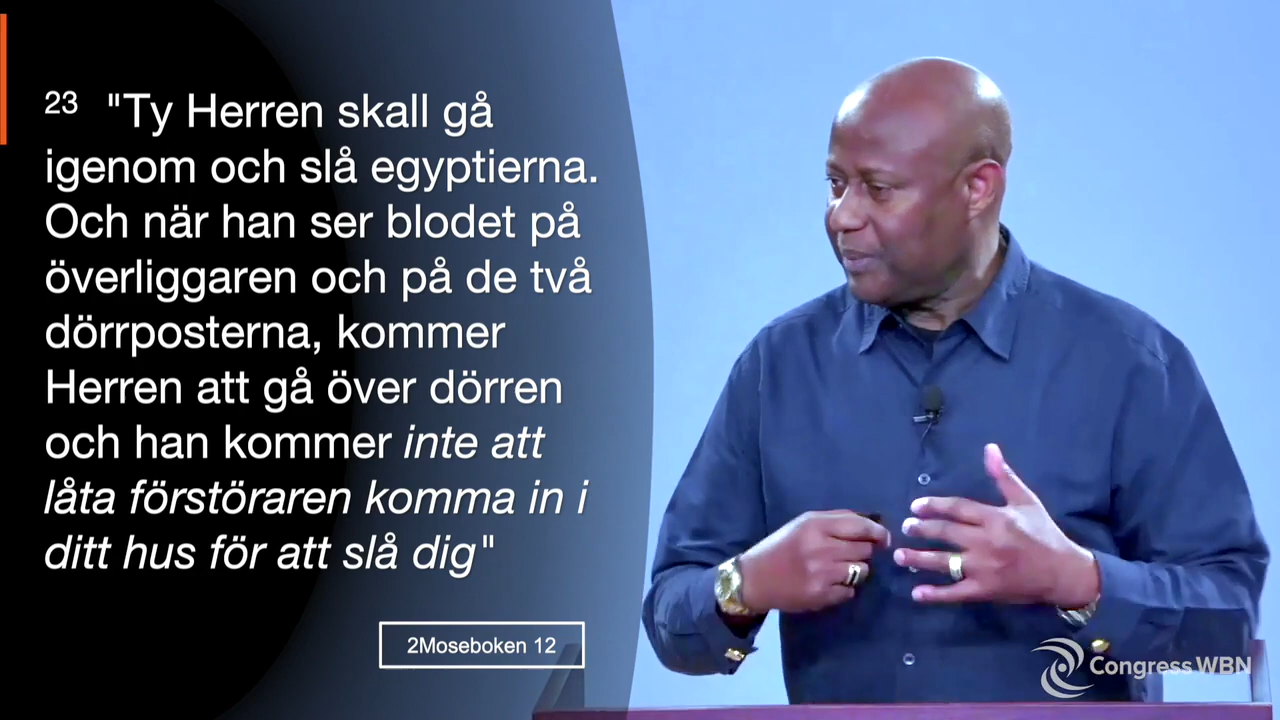 23 "Ty Herren skall gå
igenom och slå egyptierna.
Och när han ser blodet på
överliggaren och på de två
dörrposterna, kommer
Herren att gå över dörren
och han kommer inte att
låta förstöraren komma in i
ditt hus för att slå dig"
2Moseboken 12
Congress WBN